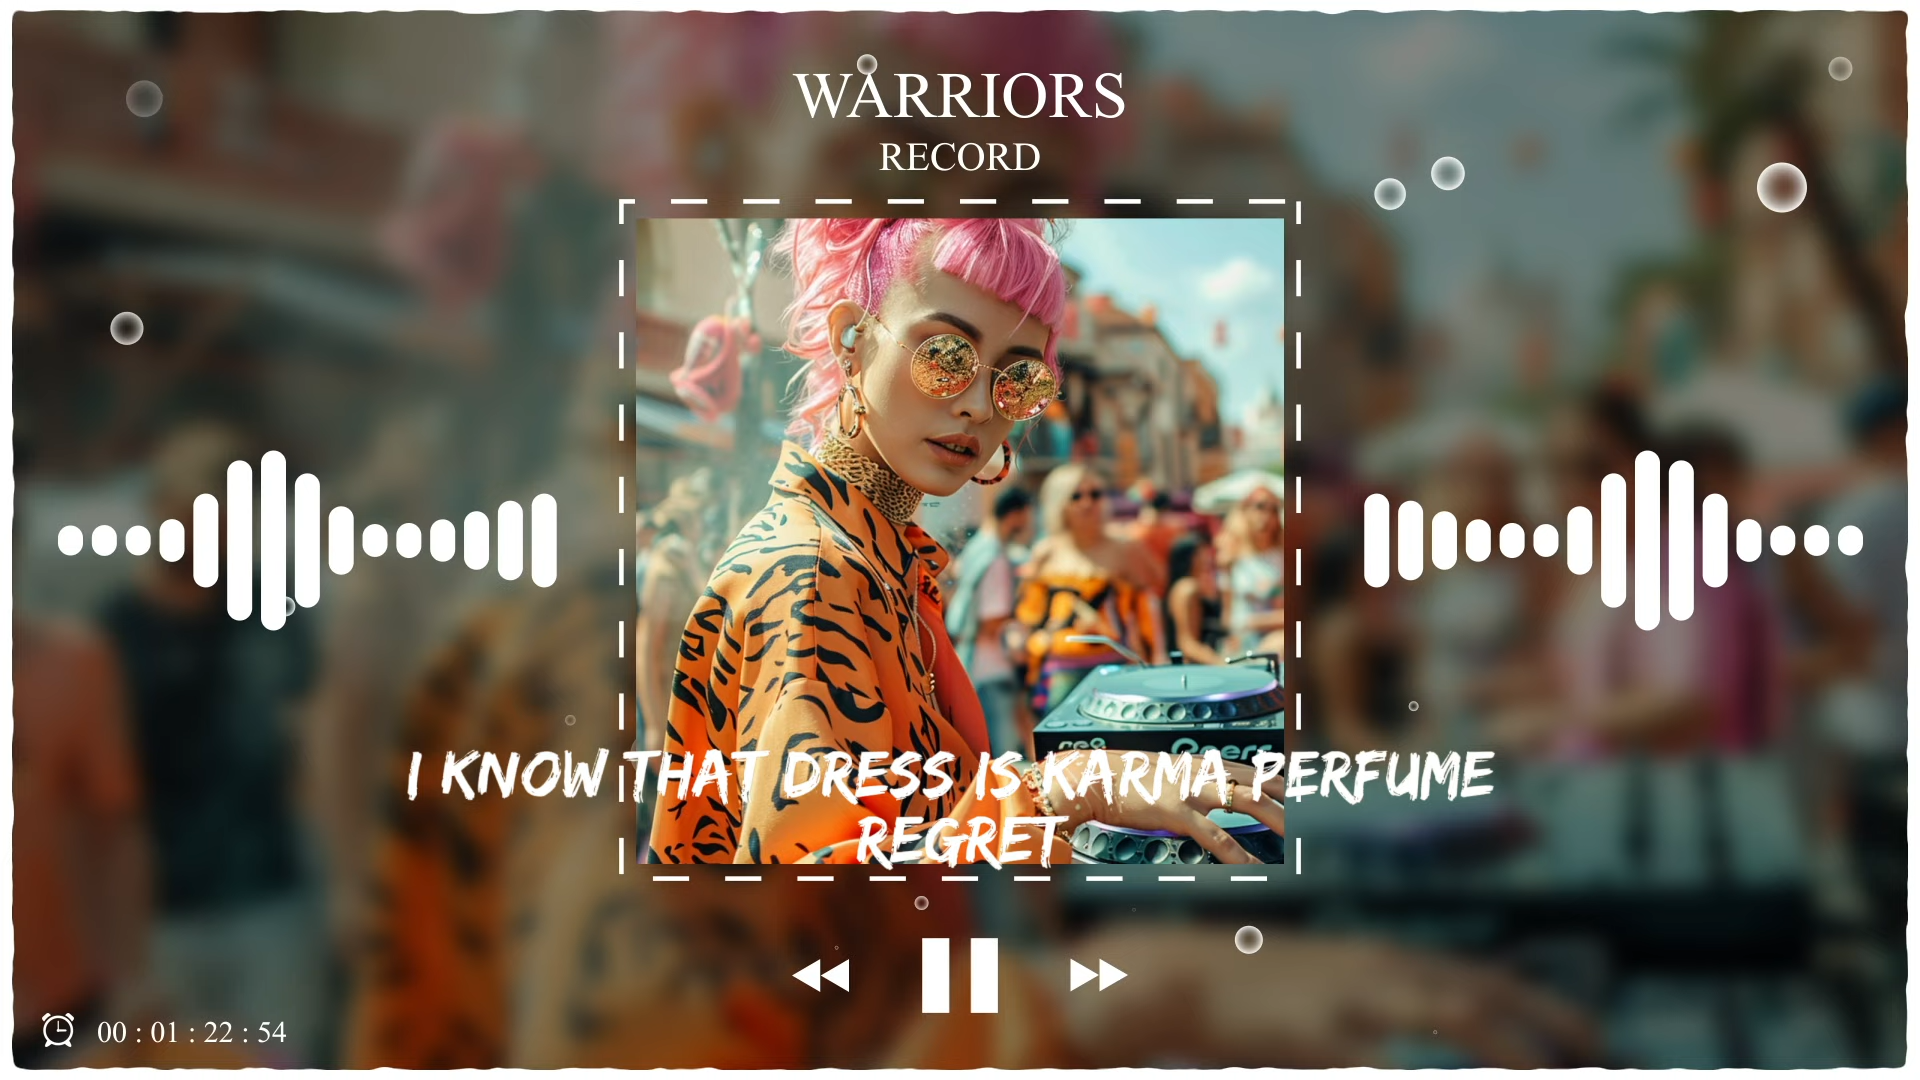 WARRIORS
RECORD
I KNOW THAT DRESS IS KARMA PERFUME
REGRET
00 : 01 : 22 : 54